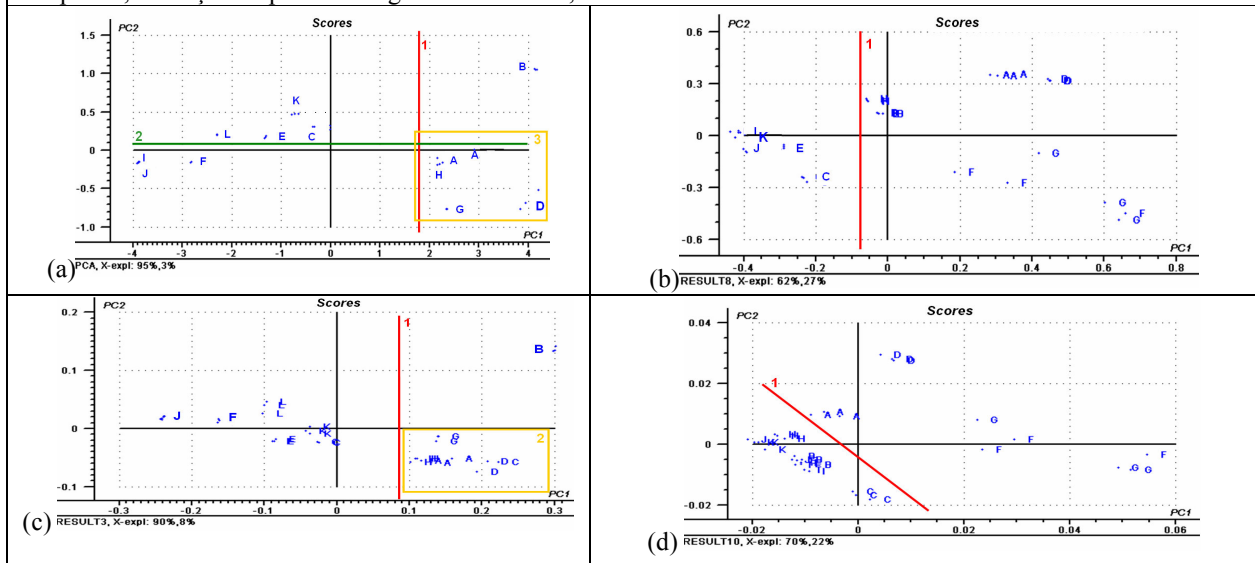 Scores
PC2
1.5
1.0
0.5
0
-0.5
-1.0
-4 -3 -2 -1 0 1 2 3 4
PC1
1
2
3
B
K
L E C
I F A A
J H
G D
(a) PCA, X-expl: 95%,3%
Scores
PC2
0.6
0.3
0
-0.3
-0.6
-0.4 -0.2 0 0.2 0.4 0.6 0.8
PC1
1
A A A D D
H B
I K
J E G
C F F
G F G
(b) RESULT8, X-expl: 62%,27%
Scores
PC2
0.2
0.1
0
-0.1
-0.3 -0.2 -0.1 0 0.1 0.2 0.3
PC1
1
2
B
J F L L L
K K K G G
E E C
H H A A D C
D
(c) RESULT3, X-expl: 90%,8%
Scores
PC2
0.04
0.02
0
-0.02
-0.02 0 0.02 0.04 0.06
PC1
1
D D D
A A A G
H H F
K K F F
G G
C C C
(d) RESULT10, X-expl: 70%,22%